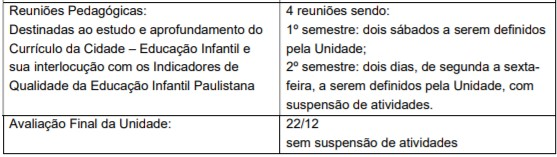 Reuniões Pedagógicas:
Destinadas ao estudo e aprofundamento do
Currículo da Cidade – Educação Infantil e
sua interlocução com os Indicadores de
Qualidade da Educação Infantil Paulistana
4 reuniões sendo:
1º semestre: dois sábados a serem definidos
pela Unidade;
2º semestre: dois dias, de segunda a sexta-
feira, a serem definidos pela Unidade, com
suspensão de atividades.
Avaliação Final da Unidade:
22/12
sem suspensão de atividades